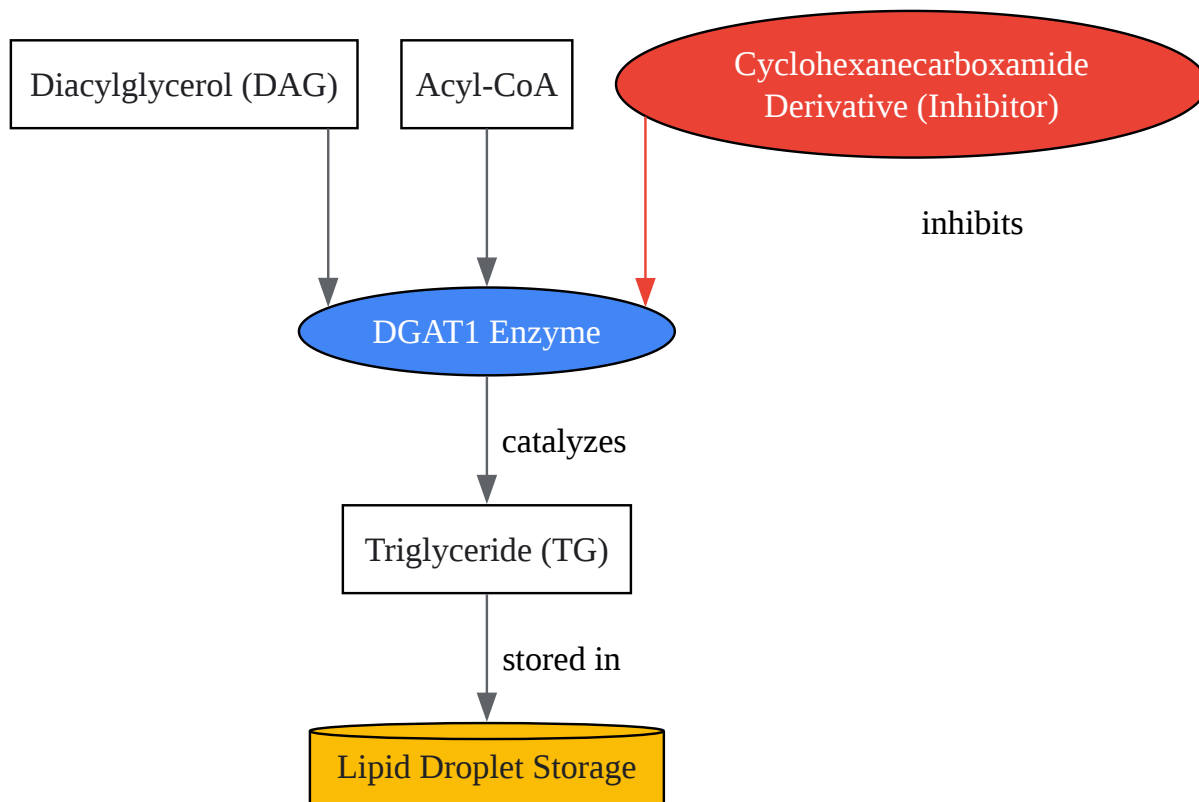 Diacylglycerol (DAG)
Acyl-CoA
Cyclohexanecarboxamide
Derivative (Inhibitor)
inhibits
DGAT1 Enzyme
catalyzes
Triglyceride (TG)
stored in
Lipid Droplet Storage